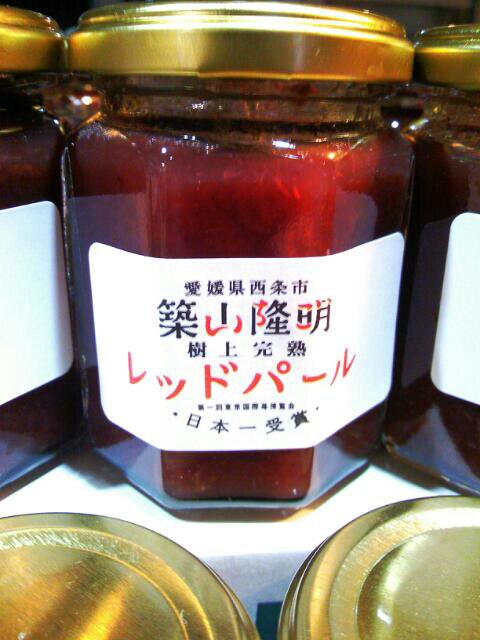 愛媛県西条市
築山隆明
樹上完熟
レッドパール
第一回東京国際苺博覧会
・日本一受賞・